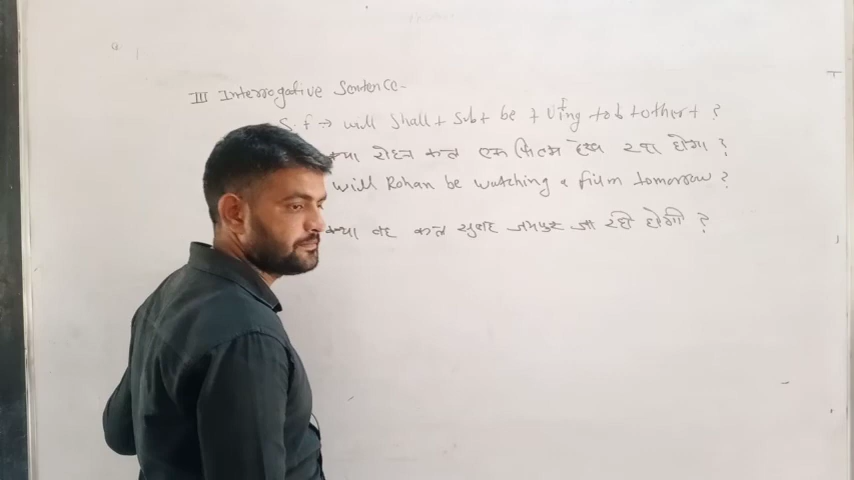 III Interrogative Sentence-
S.f → will Shall + Sub + be + V Ing + ob + other + ?
क्या रोहन कल एक फिल्म देख रहा होगा ?
will Rohan be watching a film tomorrow ?
क्या वह कल सुबह जयपुर जा रही होगी ?